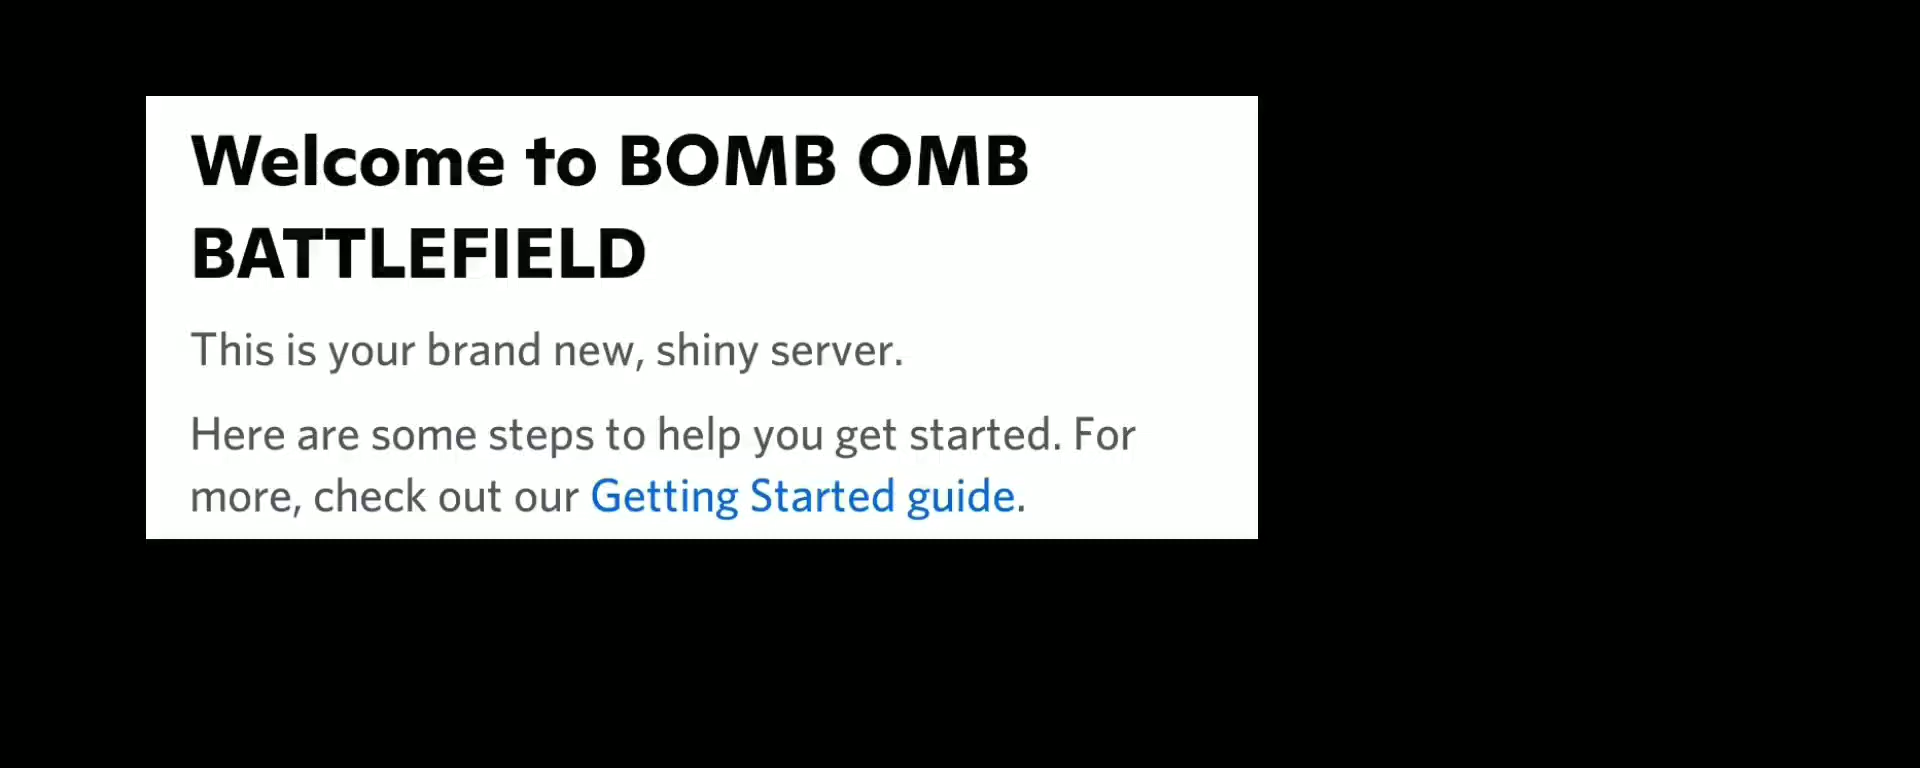 Welcome to BOMB OMB
BATTLEFIELD
This is your brand new, shiny server.
Here are some steps to help you get started. For
more, check out our Getting Started guide.